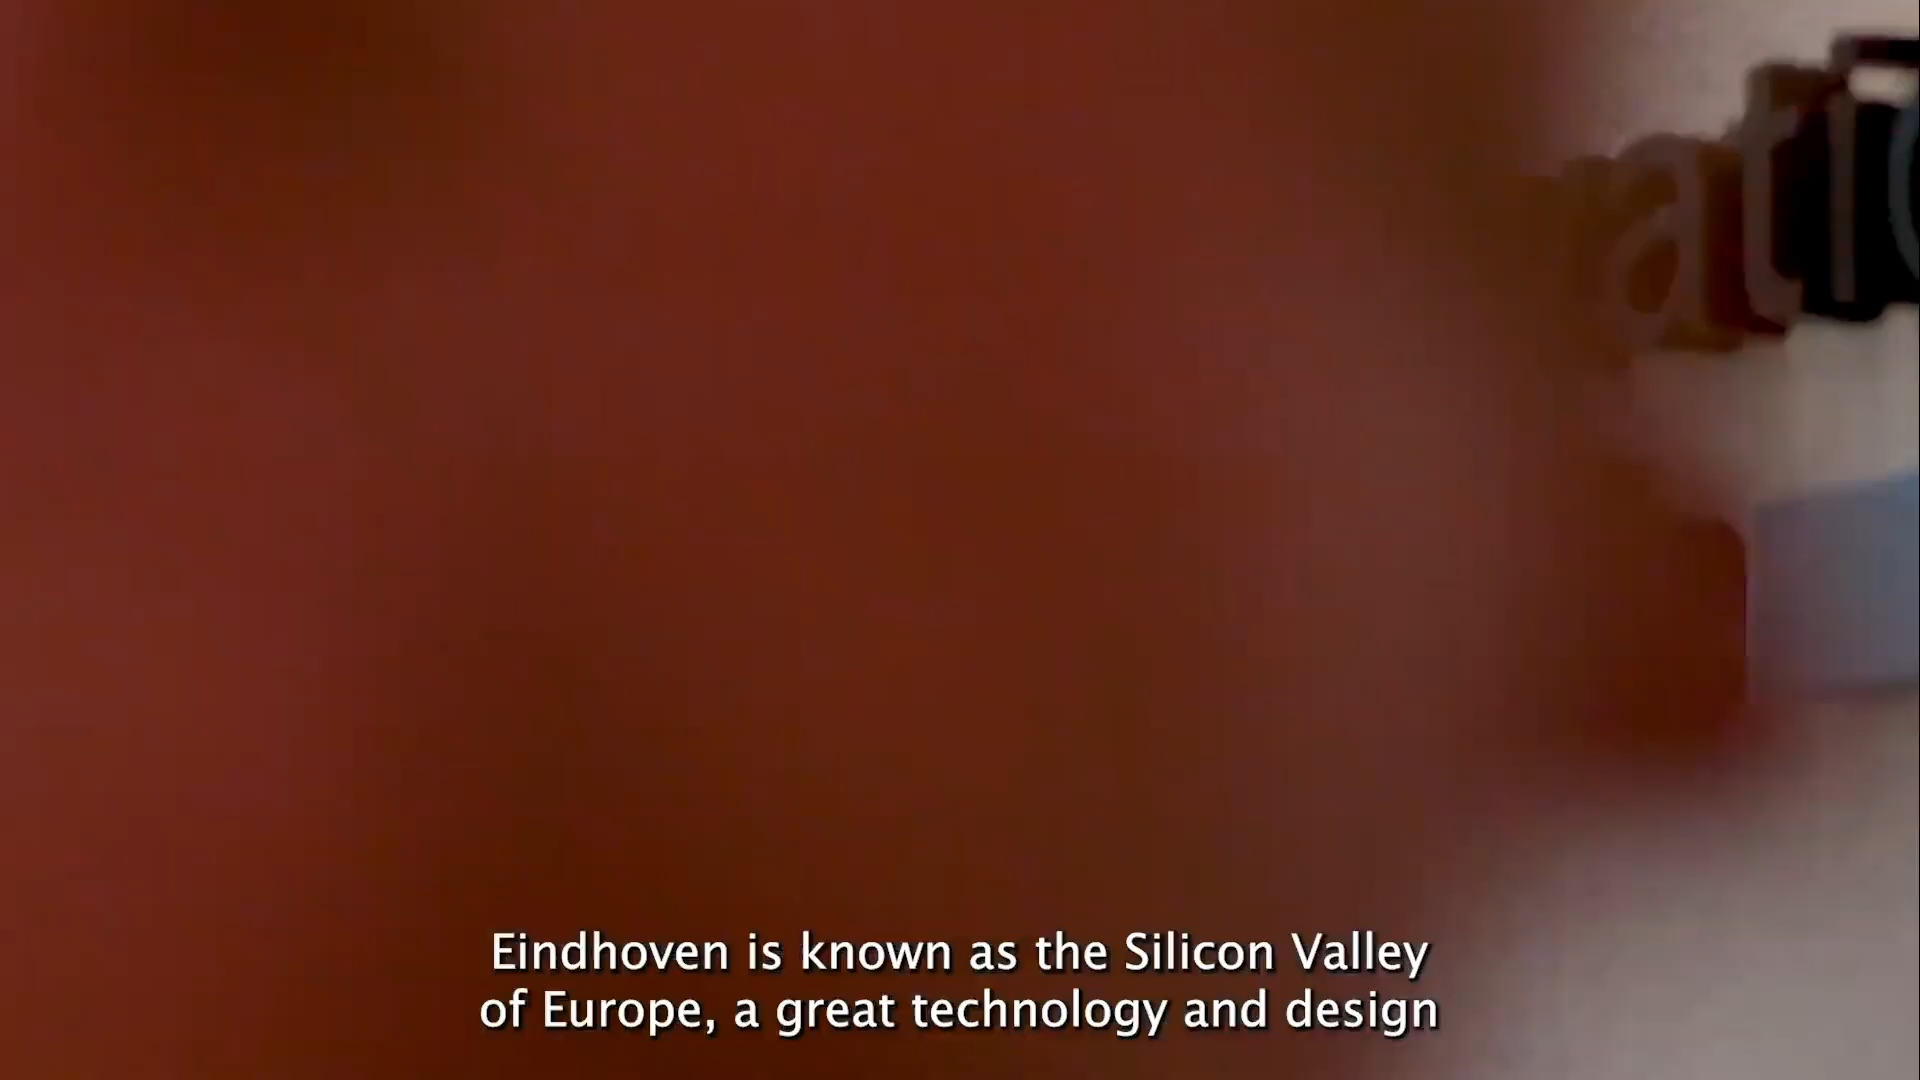 Eindhoven is known as the Silicon Valley
of Europe, a great technology and design